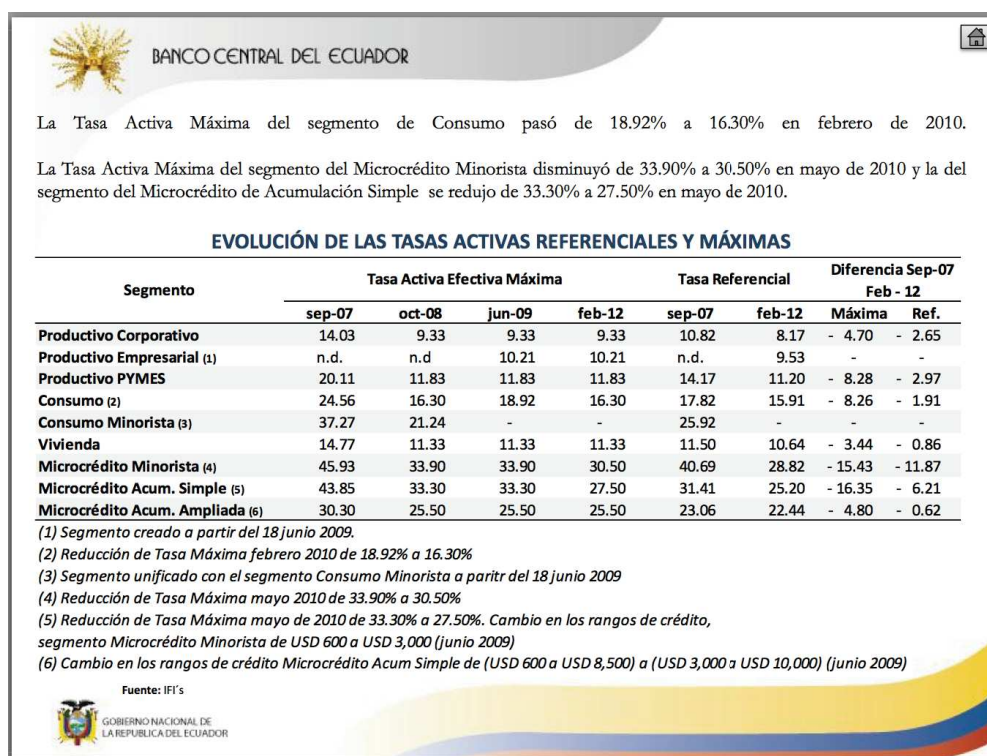 BANCO CENTRAL DEL ECUADOR
La Tasa Activa Máxima del segmento de Consumo pasó de 18.92% a 16.30% en febrero de 2010.
La Tasa Activa Máxima del segmento del Microcrédito Minorista disminuyó de 33.90% a 30.50% en mayo de 2010 y la del
segmento del Microcrédito de Acumulación Simple se redujo de 33.30% a 27.50% en mayo de 2010.
EVOLUCIÓN DE LAS TASAS ACTIVAS REFERENCIALES Y MÁXIMAS
Segmento Tasa Activa Efectiva Máxima Tasa Referencial Diferencia Sep-07 Feb - 12
sep-07 oct-08 jun-09 feb-12 sep-07 feb-12 Máxima Ref.
Productivo Corporativo 14.03 9.33 9.33 9.33 10.82 8.17 - 4.70 - 2.65
Productivo Empresarial (1) n.d. n.d 10.21 10.21 n.d. 9.53 - -
Productivo PYMES 20.11 11.83 11.83 11.83 14.17 11.20 - 8.28 - 2.97
Consumo (2) 24.56 16.30 18.92 16.30 17.82 15.91 - 8.26 - 1.91
Consumo Minorista (3) 37.27 21.24 - - 25.92 - - -
Vivienda 14.77 11.33 11.33 11.33 11.50 10.64 - 3.44 - 0.86
Microcrédito Minorista (4) 45.93 33.90 33.90 30.50 40.69 28.82 - 15.43 - 11.87
Microcrédito Acum. Simple (5) 43.85 33.30 33.30 27.50 31.41 25.20 - 16.35 - 6.21
Microcrédito Acum. Ampliada (6) 30.30 25.50 25.50 25.50 23.06 22.44 - 4.80 - 0.62
(1) Segmento creado a partir del 18 junio 2009.
(2) Reducción de Tasa Máxima febrero 2010 de 18.92% a 16.30%
(3) Segmento unificado con el segmento Consumo Minorista a paritr del 18 junio 2009
(4) Reducción de Tasa Máxima mayo 2010 de 33.90% a 30.50%
(5) Reducción de Tasa Máxima mayo de 2010 de 33.30% a 27.50%. Cambio en los rangos de crédito,
segmento Microcrédito Minorista de USD 600 a USD 3,000 (junio 2009)
(6) Cambio en los rangos de crédito Microcrédito Acum Simple de (USD 600 a USD 8,500) a (USD 3,000 a USD 10,000) (junio 2009)
Fuente: IFI´s
GOBIERNO NACIONAL DE
LA REPUBLICA DEL ECUADOR